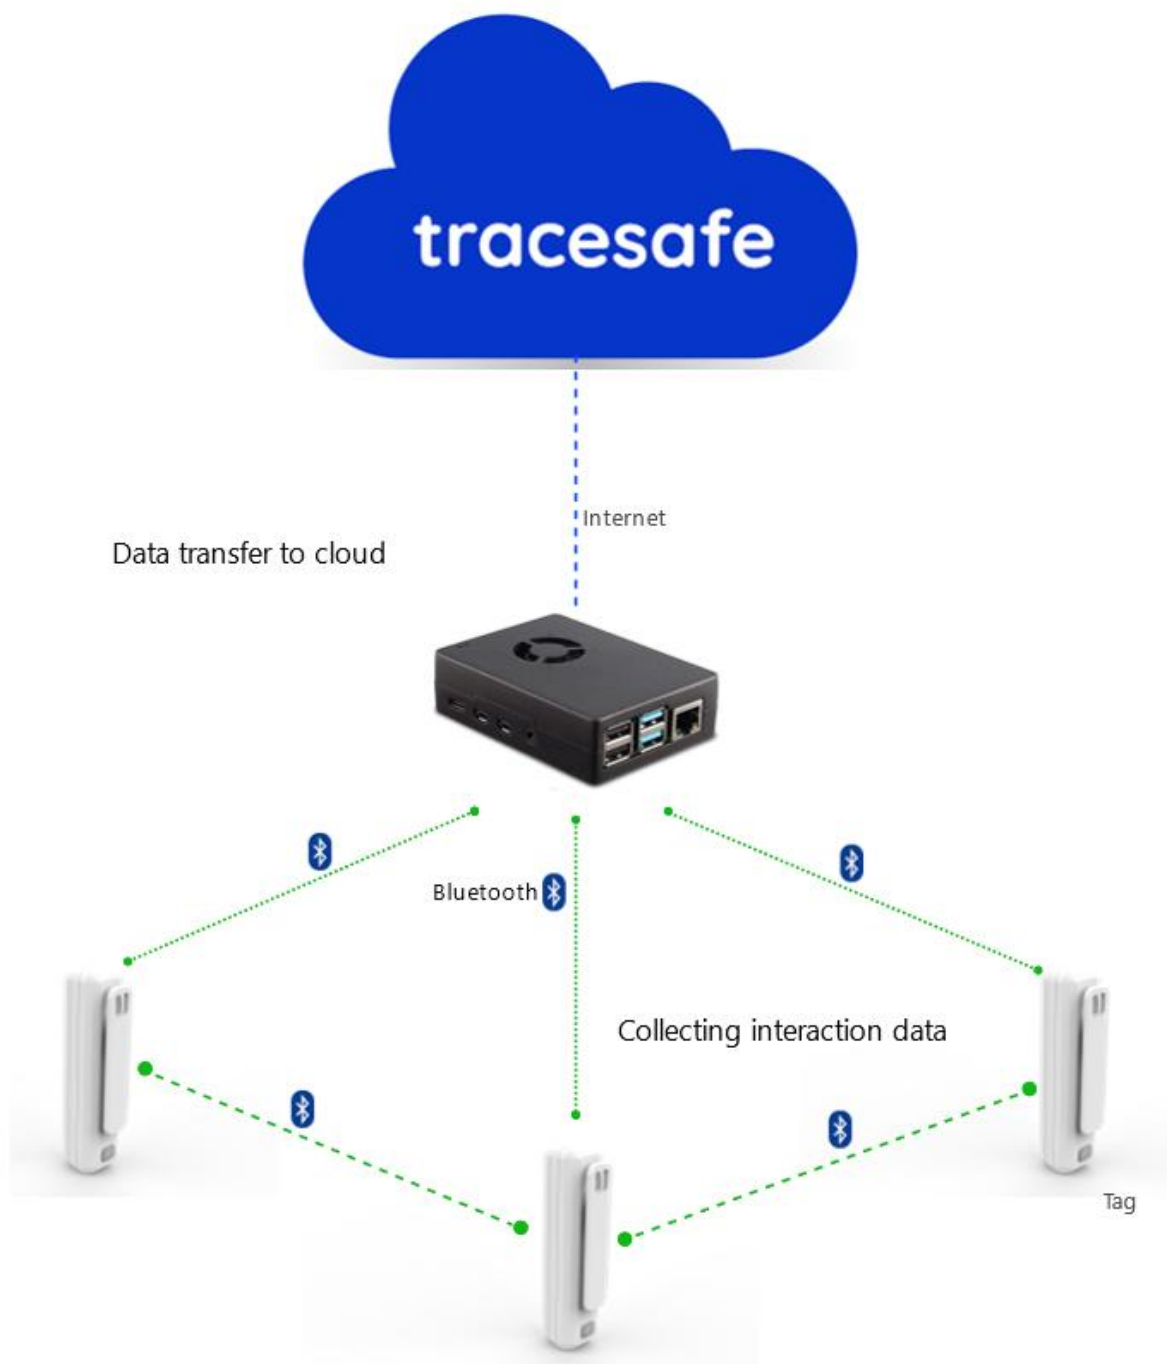 tracesafe
Internet
Data transfer to cloud
Bluetooth
Collecting interaction data
Tag